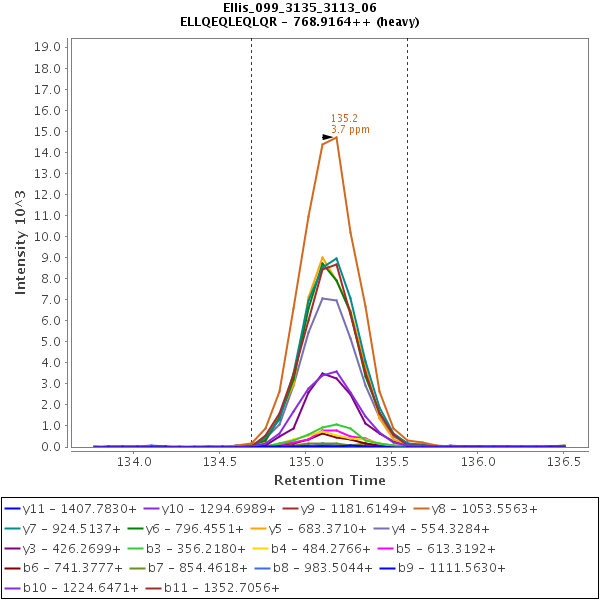 Ellis_099_3135_3113_06
ELLQEQLEQLQR - 768.9164++ (heavy)
135.2
3.7 ppm
Intensity 10^3
19.0
18.0
17.0
16.0
15.0
14.0
13.0
12.0
11.0
10.0
9.0
8.0
7.0
6.0
5.0
4.0
3.0
2.0
1.0
0.0
134.0 134.5 135.0 135.5 136.0 136.5
Retention Time
y11 - 1407.7830+ y10 - 1294.6989+ y9 - 1181.6149+ y8 - 1053.5563+
y7 - 924.5137+ y6 - 796.4551+ y5 - 683.3710+ y4 - 554.3284+
y3 - 426.2699+ b3 - 356.2180+ b4 - 484.2766+ b5 - 613.3192+
b6 - 741.3777+ b7 - 854.4618+ b8 - 983.5044+ b9 - 1111.5630+
b10 - 1224.6471+ b11 - 1352.7056+